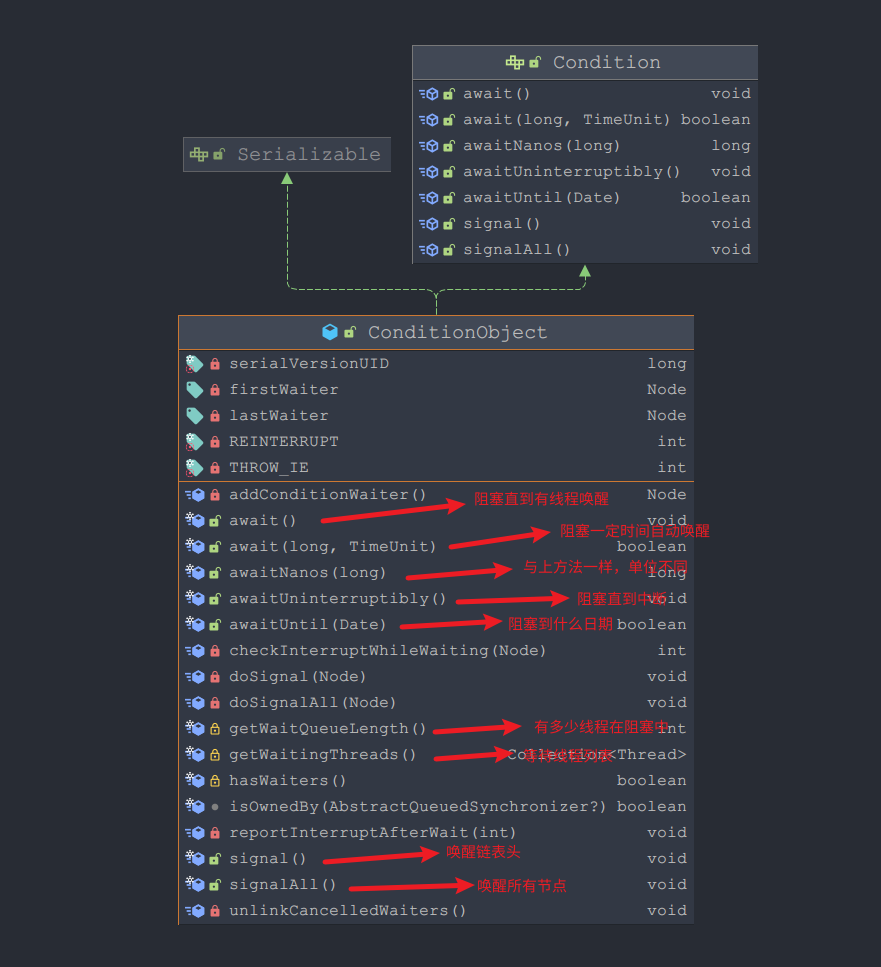 Condition
await() void
await(long, TimeUnit) boolean
awaitNanos(long) long
awaitUninterruptibly() void
awaitUntil(Date) boolean
signal() void
signalAll() void
Serializable
ConditionObject
serialVersionUID long
firstWaiter Node
lastWaiter Node
REINTERRUPT int
THROW_IE int
addConditionWaiter() Node
阻塞直到有线程唤醒
await() void
阻塞一定时间自动唤醒
await(long, TimeUnit) boolean
与上方法一样，单位不同
awaitNanos(long) long
awaitUninterruptibly() 阻塞直到中断 void
awaitUntil(Date) 阻塞到什么日期 boolean
checkInterruptWhileWaiting(Node) int
doSignal(Node) void
doSignalAll(Node) void
getWaitQueueLength() 有多少线程在阻塞中 int
getWaitingThreads() 等待线程列表 Collection<Thread>
hasWaiters() boolean
isOwnedBy(AbstractQueuedSynchronizer?) boolean
reportInterruptAfterWait(int) void
signal() 唤醒链表头 void
signalAll() 唤醒所有节点 void
unlinkCancelledWaiters() void